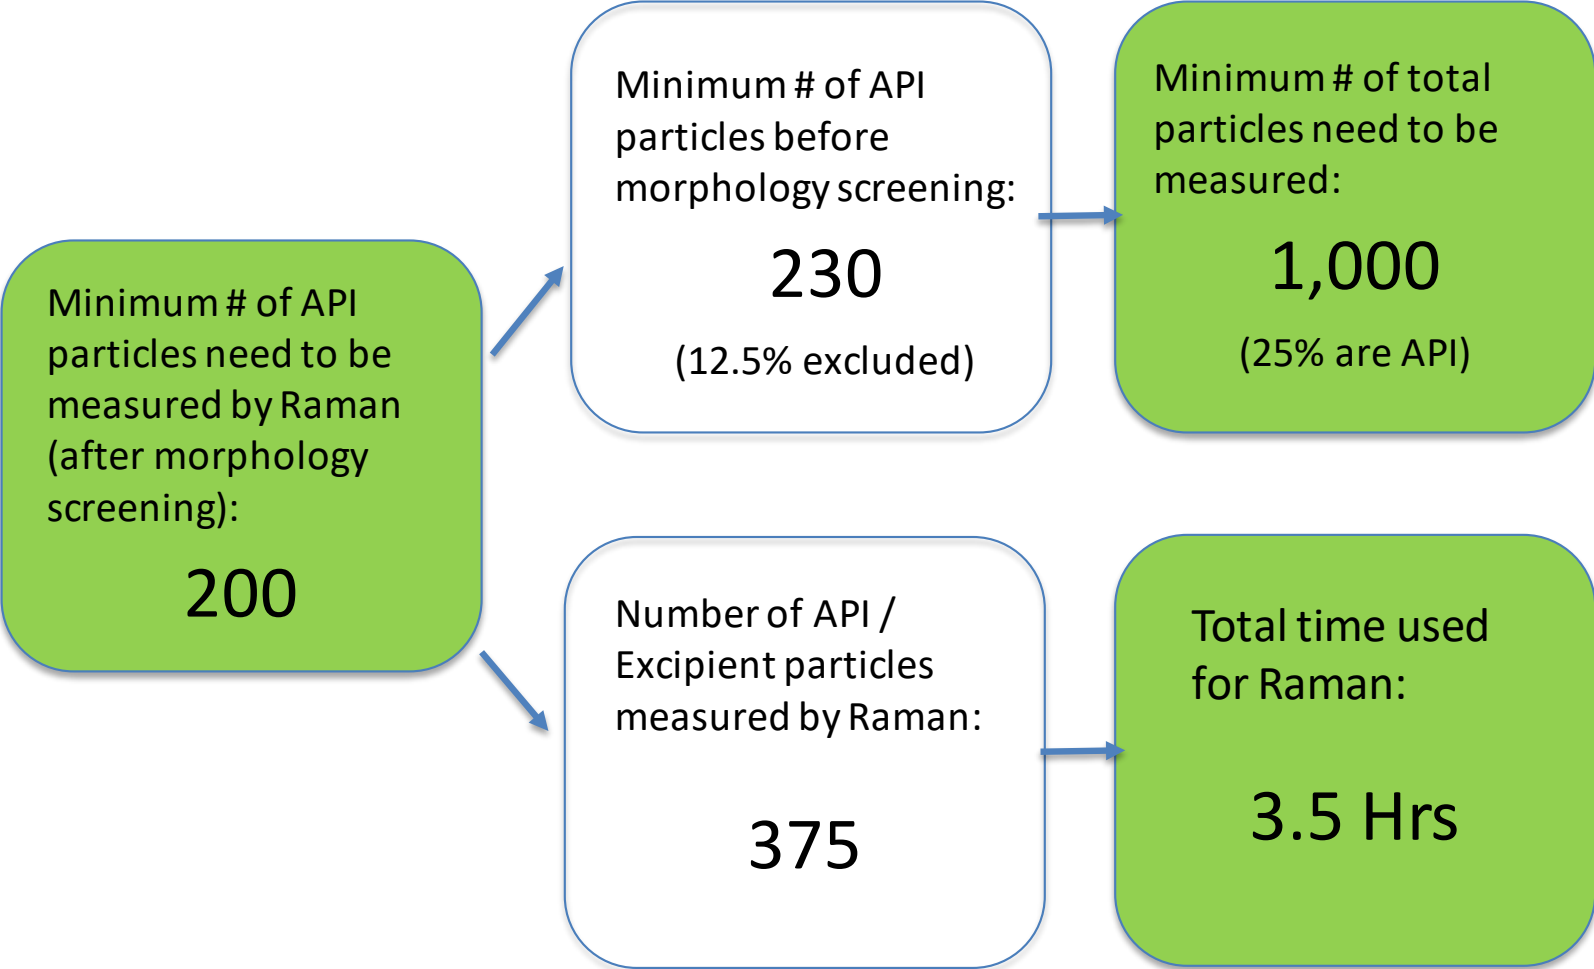 Minimum # of API
particles need to be
measured by Raman
(after morphology
screening):
200
Minimum # of API
particles before
morphology screening:
230
(12.5% excluded)
Minimum # of total
particles need to be
measured:
1,000
(25% are API)
Number of API /
Excipient particles
measured by Raman:
375
Total time used
for Raman:
3.5 Hrs